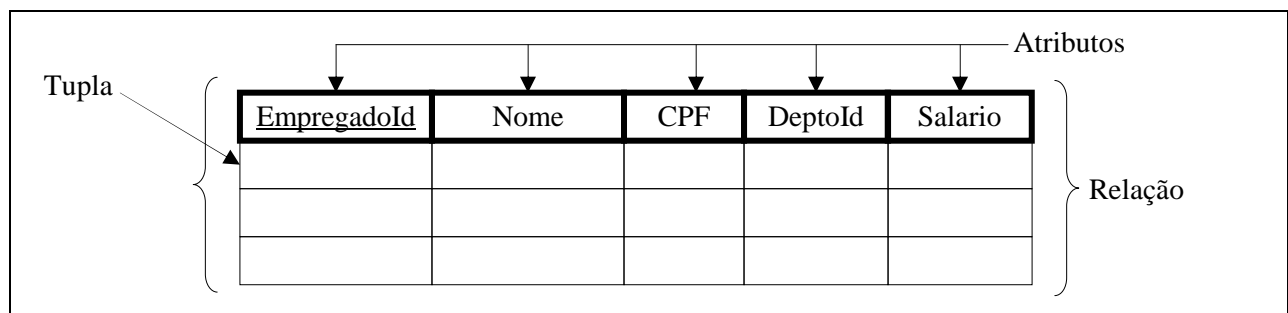 Atributos
Tupla
EmpregadoId Nome CPF DeptoId Salario
Relação